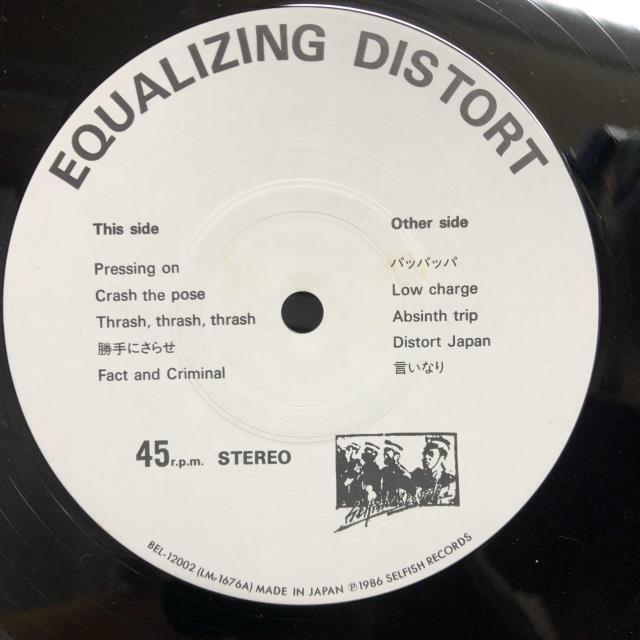 EQUALIZING DISTORT
This side
Pressing on
Crash the pose
Thrash, thrash, thrash
勝手にさらせ
Fact and Criminal
Other side
パッパッパ
Low charge
Absinth trip
Distort Japan
言いなり
45 r.p.m. STEREO
BEL-12002 (LM-1676A) MADE IN JAPAN Ⓟ1986 SELFISH RECORDS